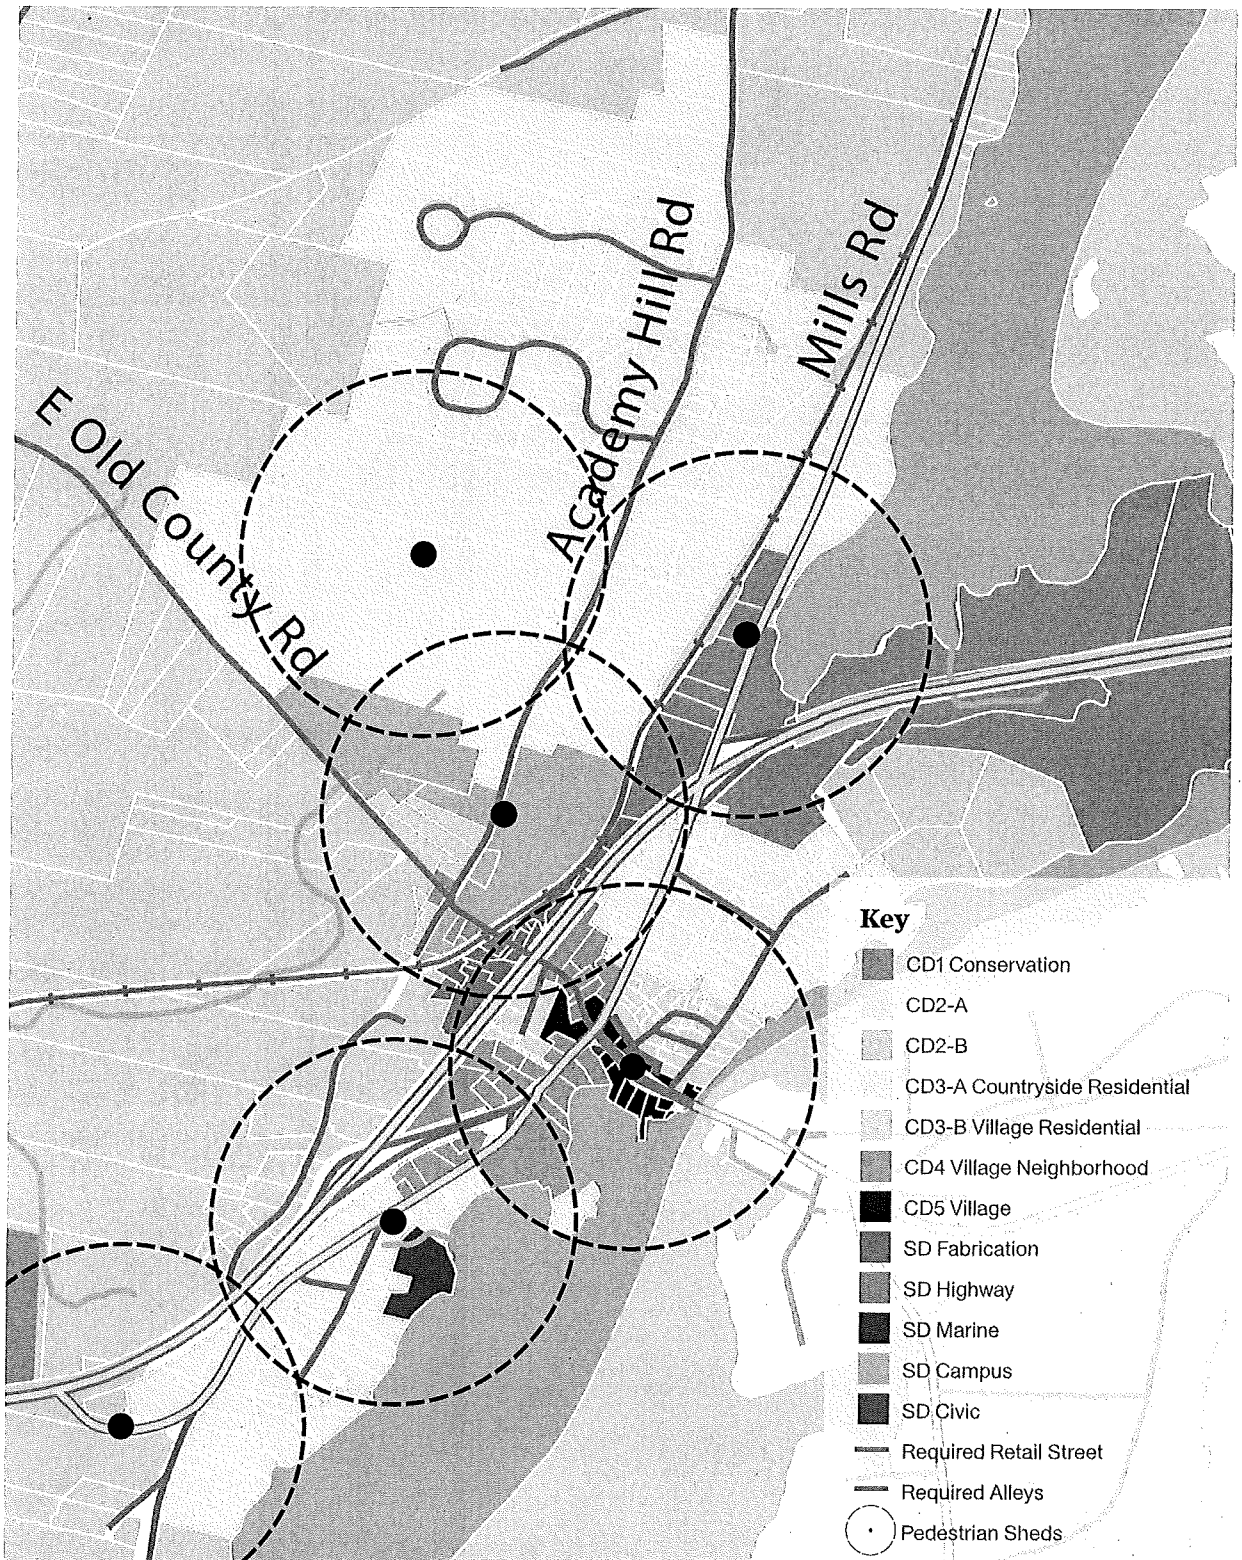 Academy Hill Rd
Mills Rd
E Old County Rd
Key
CD1 Conservation
CD2-A
CD2-B
CD3-A Countryside Residential
CD3-B Village Residential
CD4 Village Neighborhood
CD5 Village
SD Fabrication
SD Highway
SD Marine
SD Campus
SD Civic
Required Retail Street
Required Alleys
Pedestrian Sheds